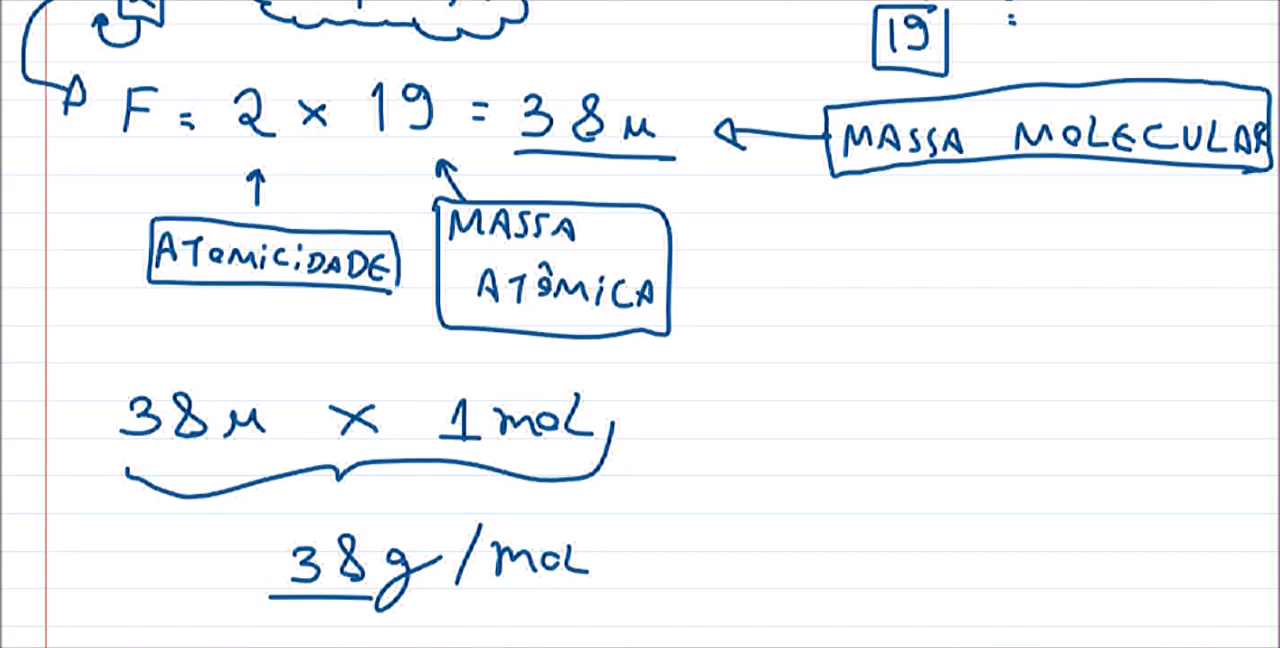 19 :
F = 2 × 19 = 38 u
MASSA MOLECULAR
ATOMICIDADE
MASSA
ATÔMICA
38 u × 1 mol
38 g/mol